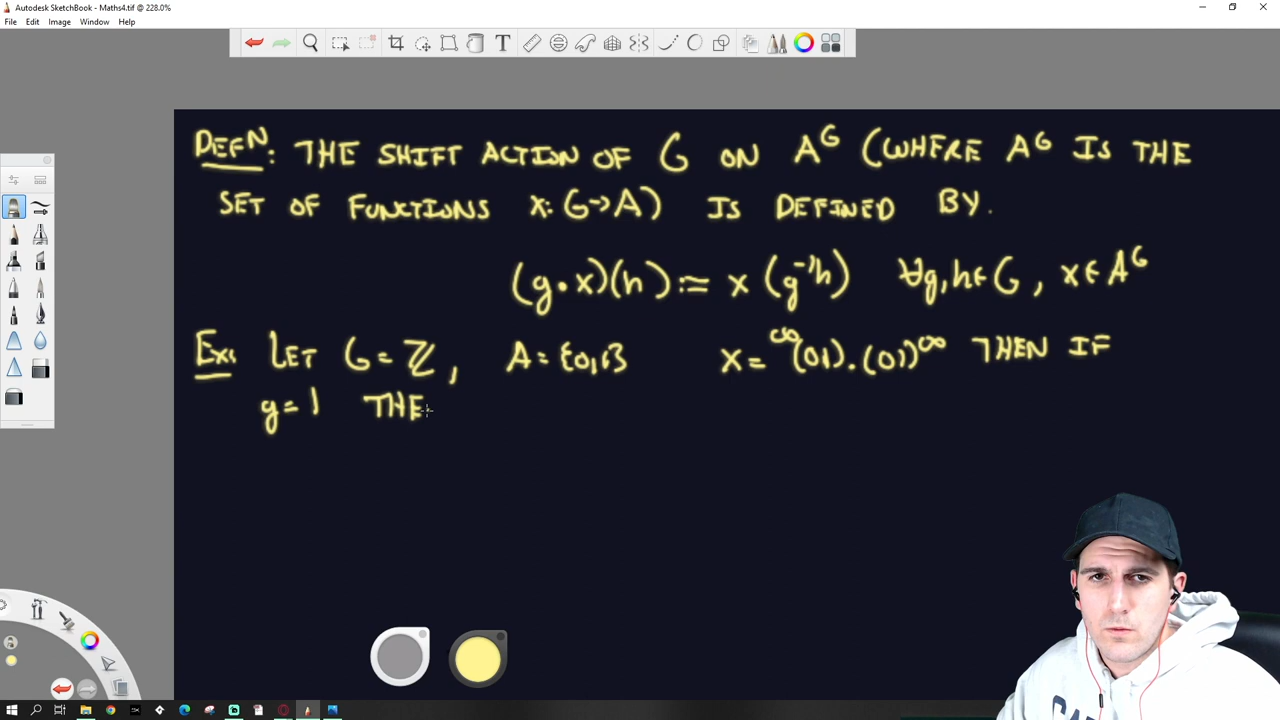 Autodesk SketchBook - Maths4.tif @ 228.0%
File Edit Image Window Help
T
DEFN: THE SHIFT ACTION OF G ON A^G (WHERE A^G IS THE
SET OF FUNCTIONS x: G→A) IS DEFINED BY.
(g•x)(h) := x(g⁻¹h) ∀g,h∈G, x∈A^G
Ex: LET G=ℤ, A={0,1} x= ^∞(01).(01)^∞ THEN IF
g=1 THE